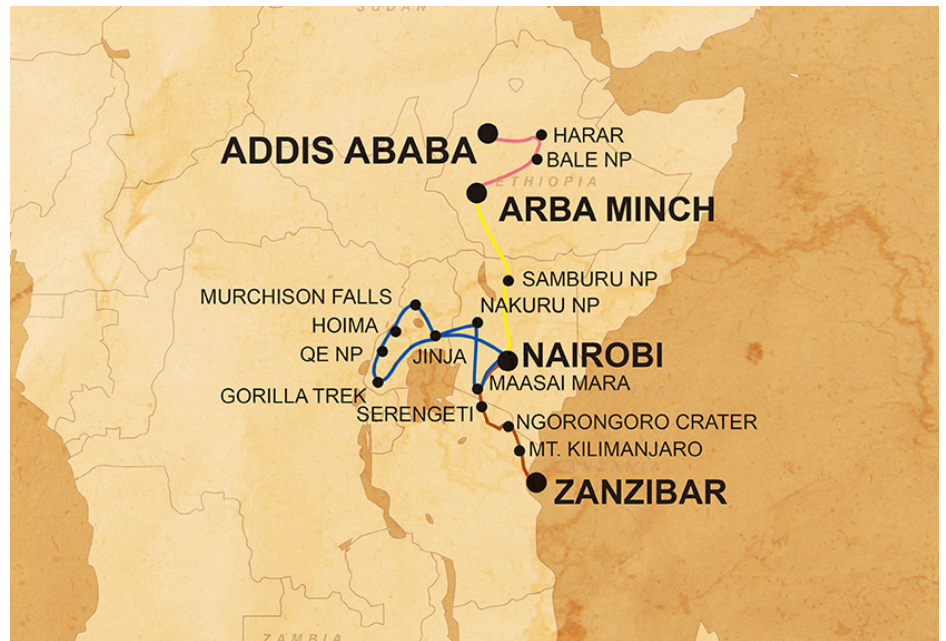 SUDAN
HARAR
ADDIS ABABA
BALE NP
ETHIOPIA
ARBA MINCH
SAMBURU NP
MURCHISON FALLS
NAKURU NP
HOIMA
QE NP
JINJA
NAIROBI
MAASAI MARA
GORILLA TREK
SERENGETI
NGORONGORO CRATER
MT. KILIMANJARO
TANZANIA
ZANZIBAR
ZAMBIA